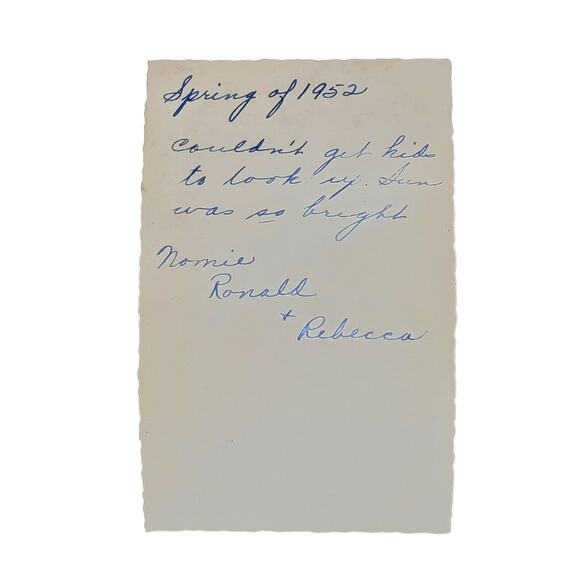 Spring of 1952
Couldn't get kids
to look up. Sun
was so bright
Nomie
Ronald
+
Rebecca